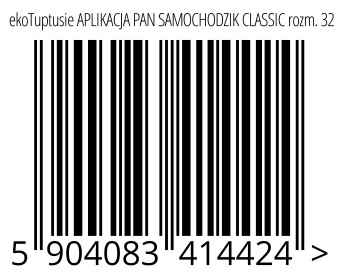 ekoTuptusie APLIKACJA PAN SAMOCHODZIK CLASSIC rozm. 32
5 904083 414424 >